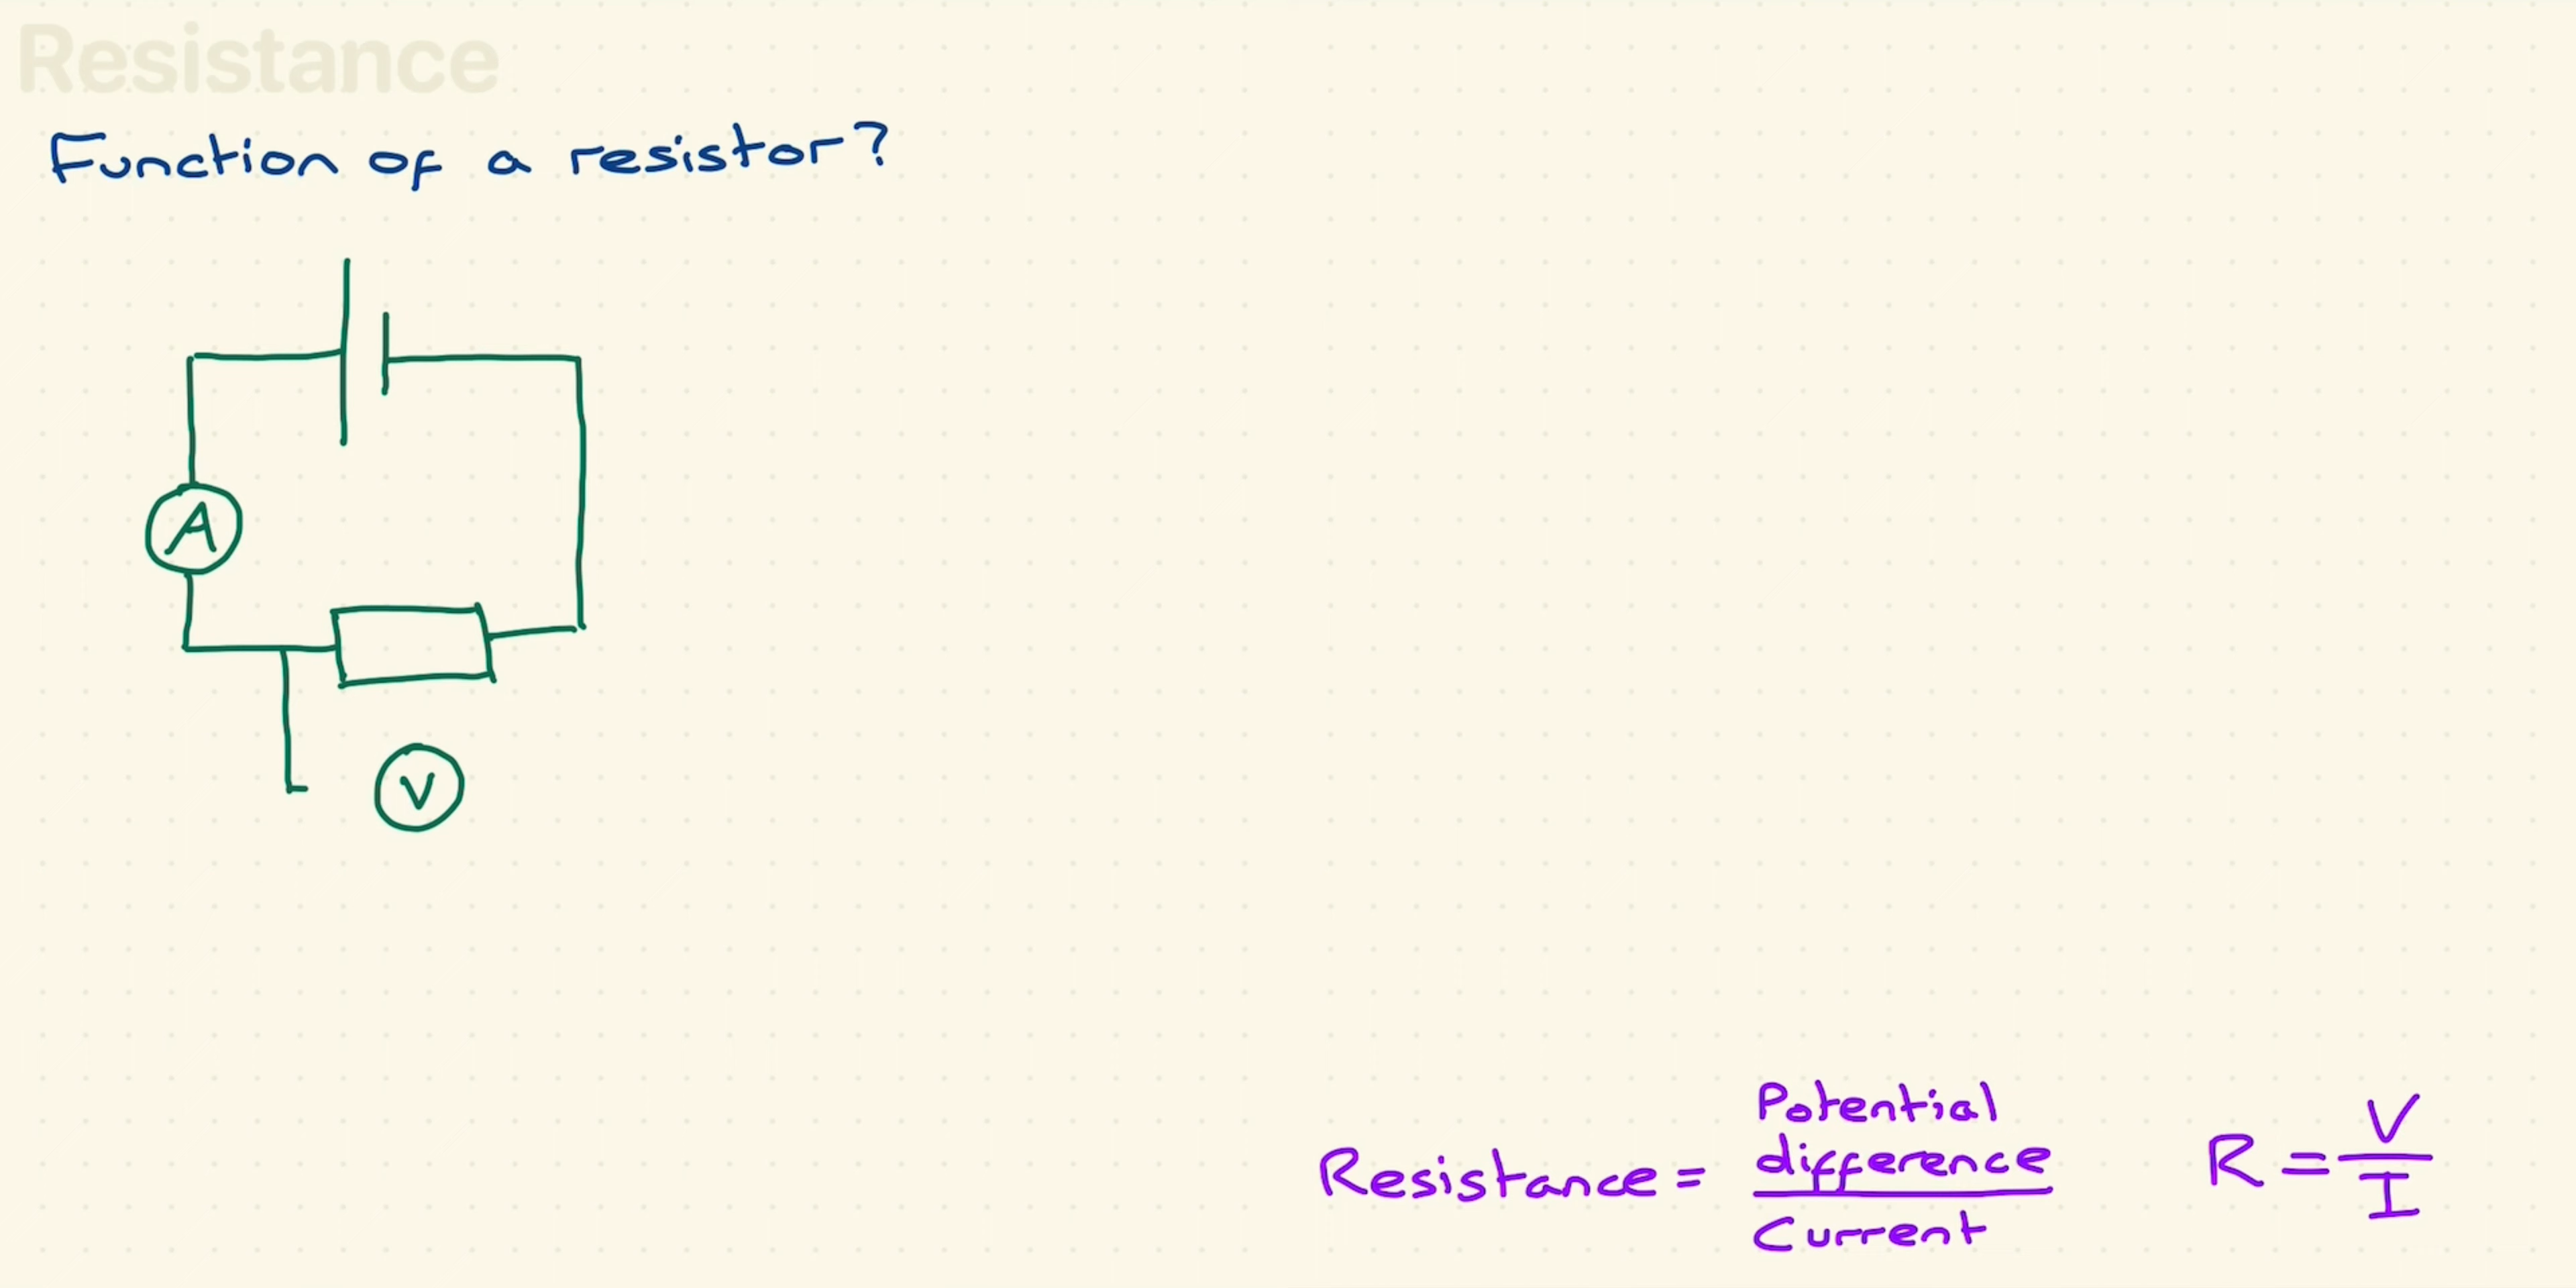 Resistance
Function of a resistor?
A
V
Potential
difference
Resistance =
Current
R = V
I